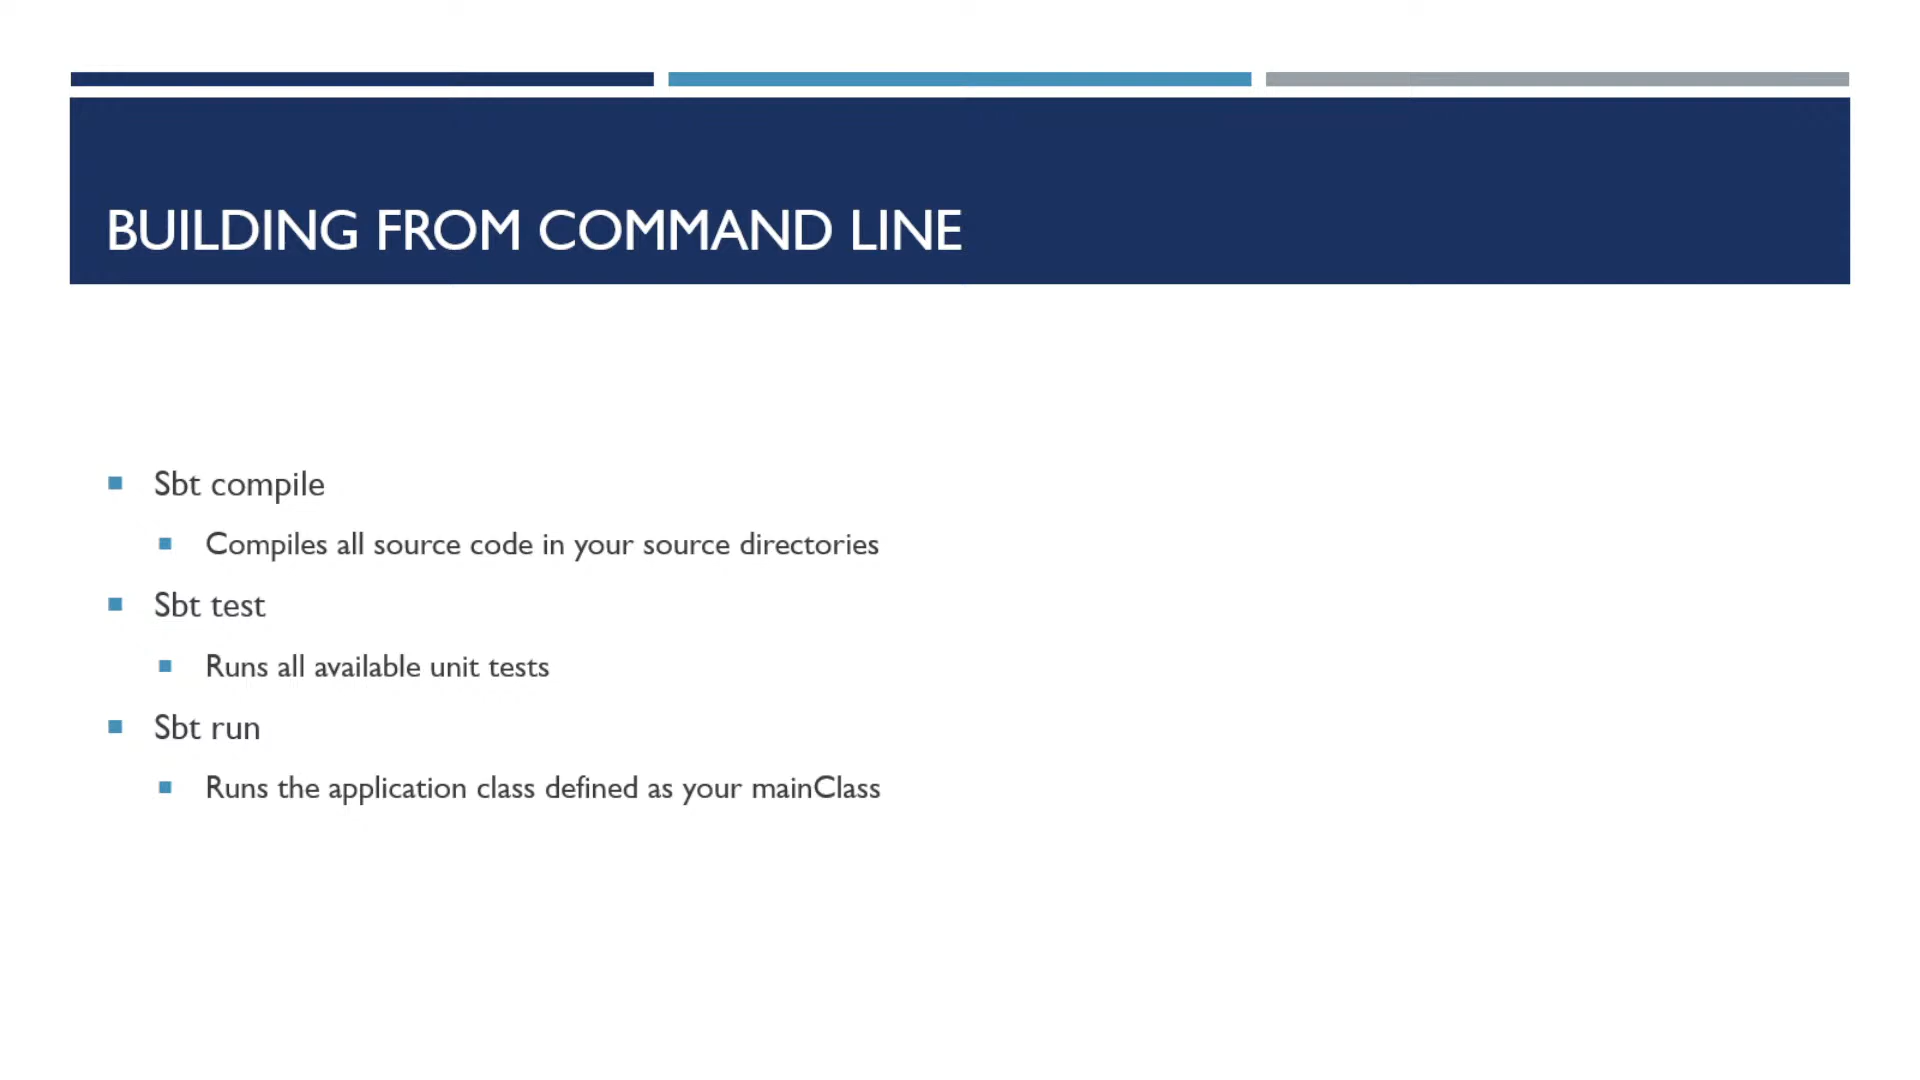 BUILDING FROM COMMAND LINE
Sbt compile
Compiles all source code in your source directories
Sbt test
Runs all available unit tests
Sbt run
Runs the application class defined as your mainClass